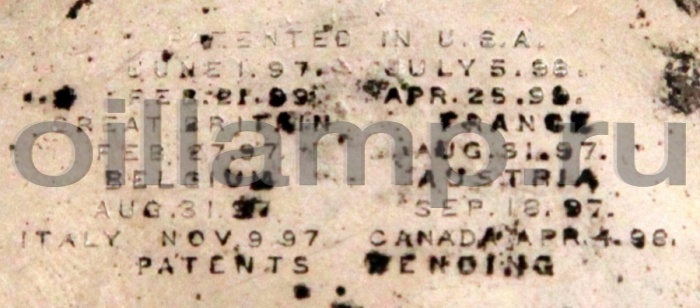 PATENTED IN U.S.A.
JUNE 1.97. JULY 5.98.
FEB.21.99. APR.25.99.
GREAT BRITAIN FRANCE
FEB.27.97. AUG.31.97.
BELGIUM AUSTRIA
AUG.31.97 SEP.18.97.
ITALY NOV.9.97 CANADA APR.4.98.
PATENTS PENDING
oillamp.ru